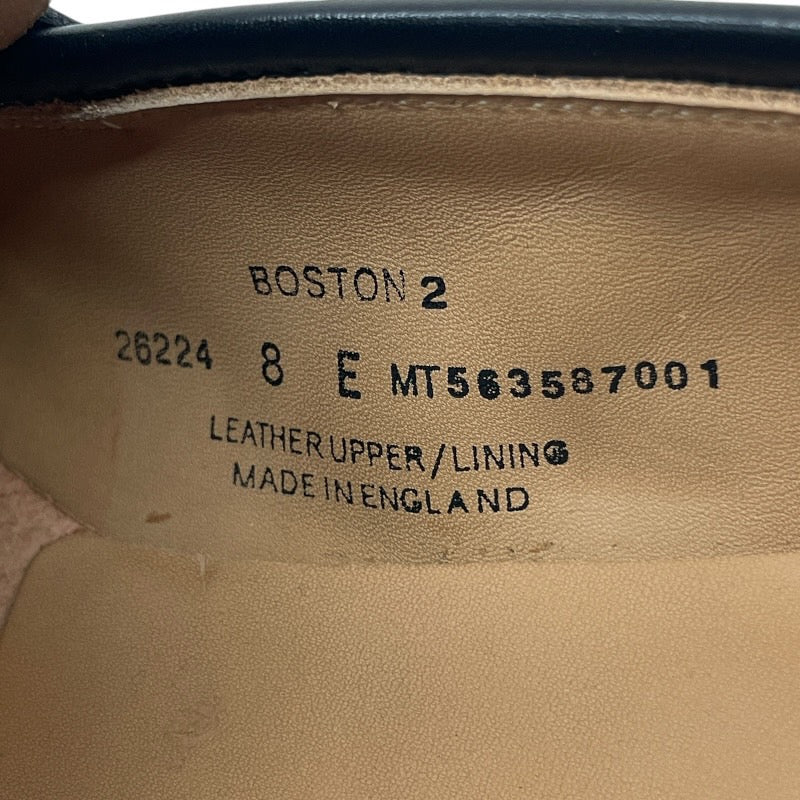 BOSTON 2
26224 8 E MT563587001
LEATHER UPPER/LINING
MADE IN ENGLAND